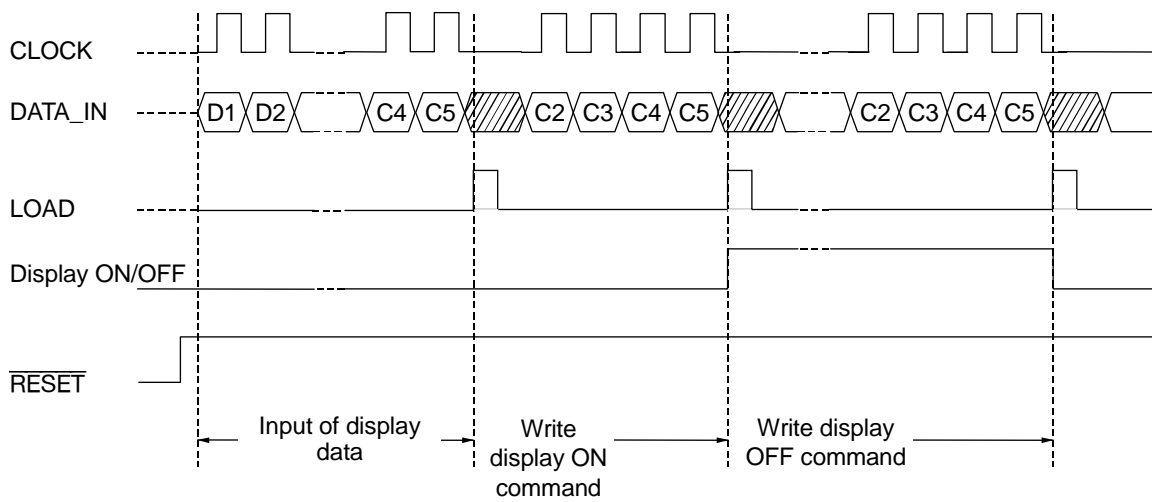 CLOCK
DATA_IN D1 D2 C4 C5 C2 C3 C4 C5 C2 C3 C4 C5
LOAD
Display ON/OFF
RESET
Input of display
data
Write
display ON
command
Write display
OFF command